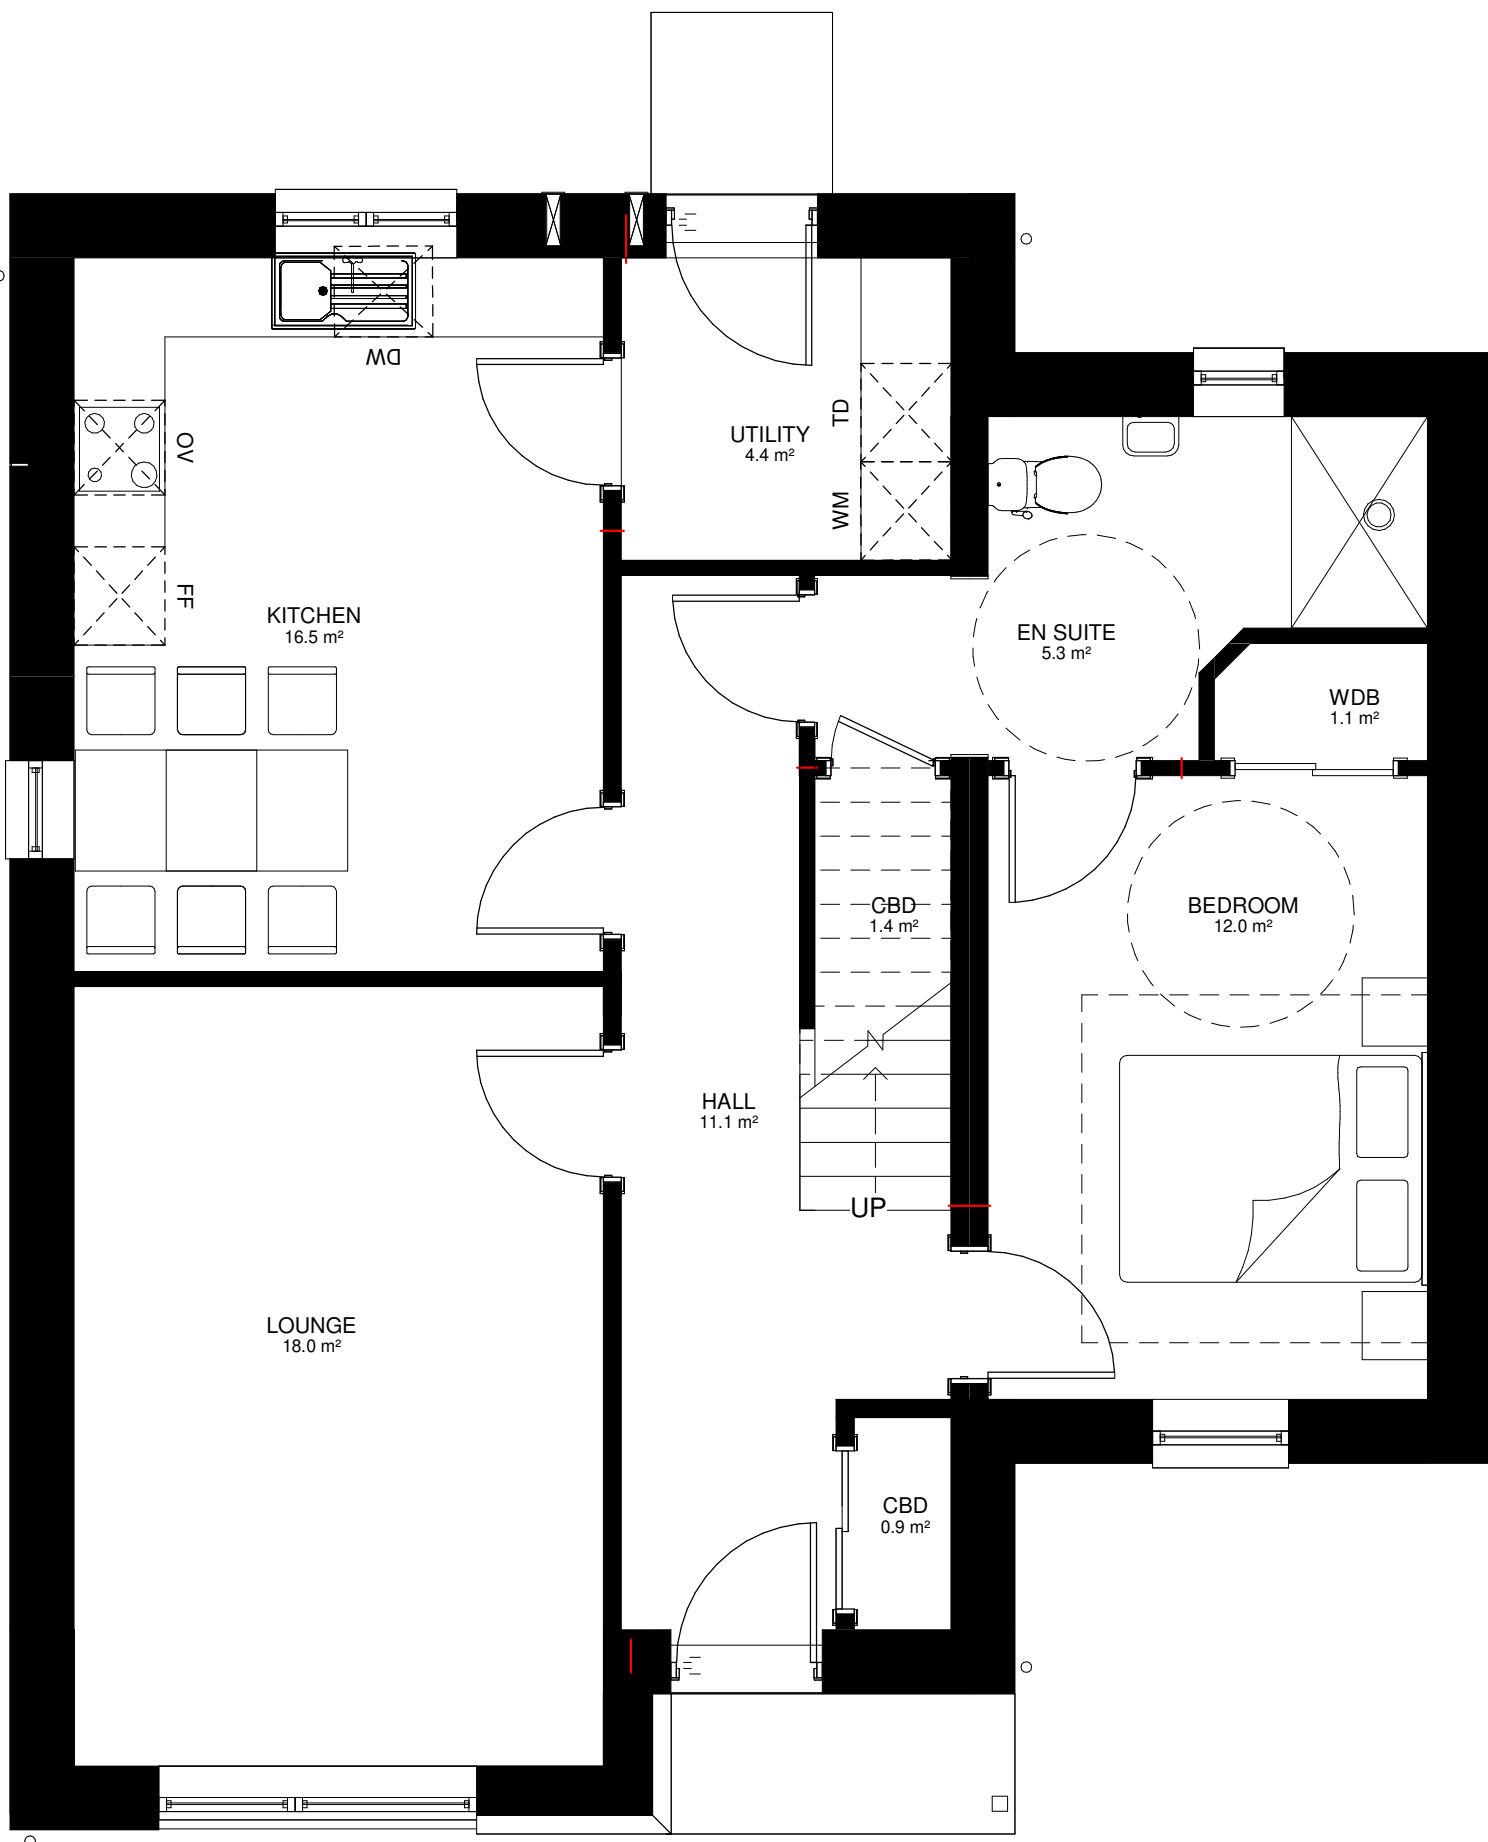 DW
OV
TD
UTILITY
4.4 m²
WM
FF
KITCHEN
16.5 m²
EN SUITE
5.3 m²
WDB
1.1 m²
CBD
1.4 m²
BEDROOM
12.0 m²
HALL
11.1 m²
UP
LOUNGE
18.0 m²
CBD
0.9 m²